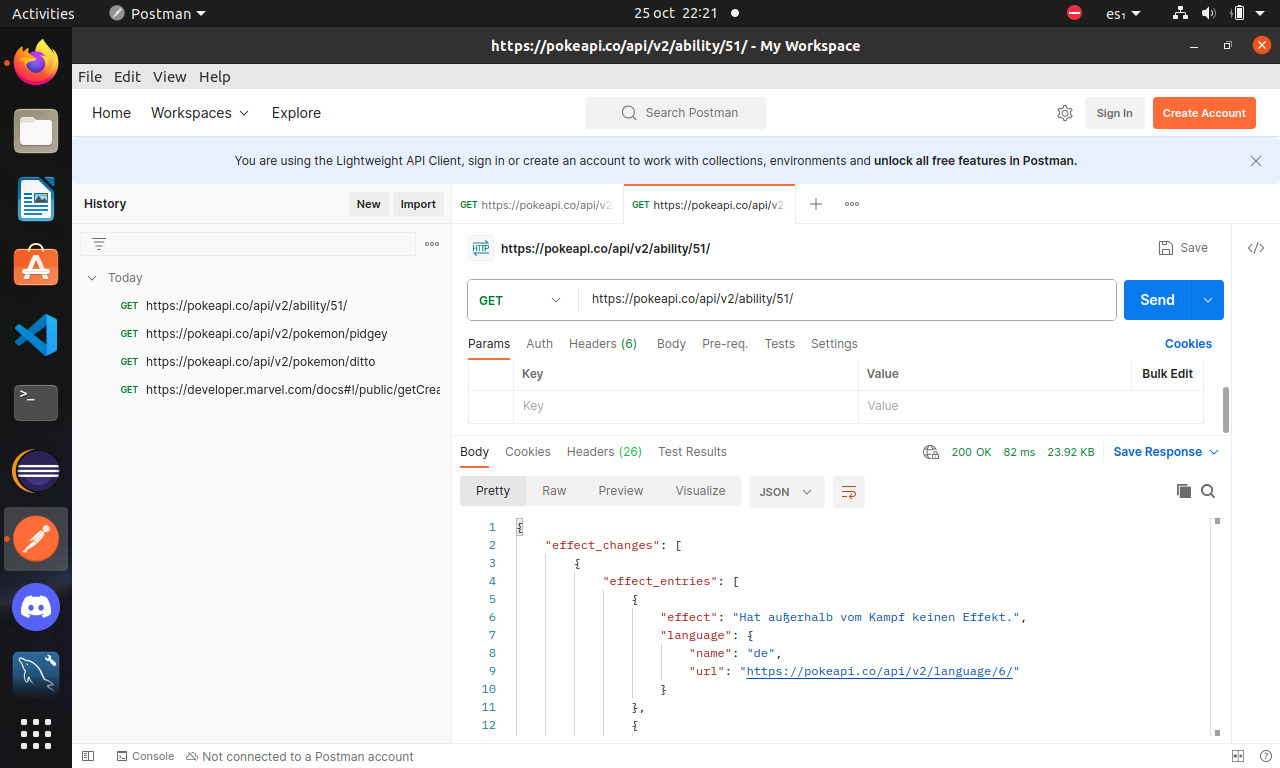 Activities Postman 25 oct 22:21 es₁
https://pokeapi.co/api/v2/ability/51/ - My Workspace
File Edit View Help
Home Workspaces Explore Search Postman Sign In Create Account
You are using the Lightweight API Client, sign in or create an account to work with collections, environments and unlock all free features in Postman.
History New Import
GET https://pokeapi.co/api/v2 GET https://pokeapi.co/api/v2
Today
GET https://pokeapi.co/api/v2/ability/51/
GET https://pokeapi.co/api/v2/pokemon/pidgey
GET https://pokeapi.co/api/v2/pokemon/ditto
GET https://developer.marvel.com/docs#!/public/getCrea
HTTP https://pokeapi.co/api/v2/ability/51/ Save </>
GET https://pokeapi.co/api/v2/ability/51/ Send
Params Auth Headers (6) Body Pre-req. Tests Settings Cookies
Key Value Bulk Edit
Key Value
Body Cookies Headers (26) Test Results 200 OK 82 ms 23.92 KB Save Response
Pretty Raw Preview Visualize JSON
1 {
2 "effect_changes": [
3 {
4 "effect_entries": [
5 {
6 "effect": "Hat außerhalb vom Kampf keinen Effekt.",
7 "language": {
8 "name": "de",
9 "url": "https://pokeapi.co/api/v2/language/6/"
10 }
11 },
12 {
Console Not connected to a Postman account